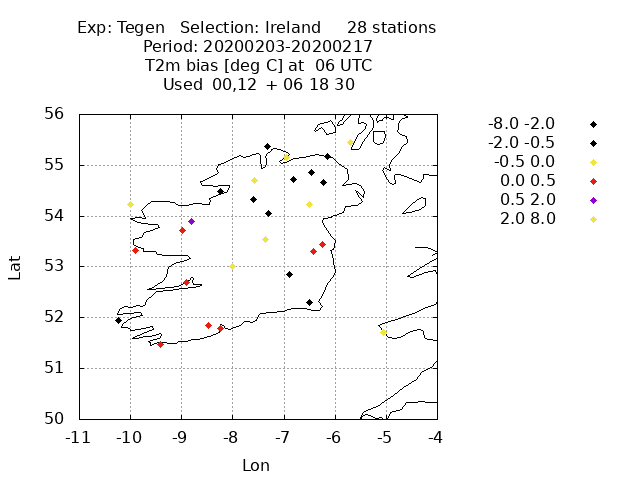 Exp: Tegen   Selection: Ireland     28 stations
Period: 20200203-20200217
T2m bias [deg C] at  06 UTC
Used  00,12  + 06 18 30
-8.0 -2.0
-2.0 -0.5
-0.5 0.0
0.0 0.5
0.5 2.0
2.0 8.0
56
55
54
53
52
51
50
Lat
-11 -10 -9 -8 -7 -6 -5 -4
Lon